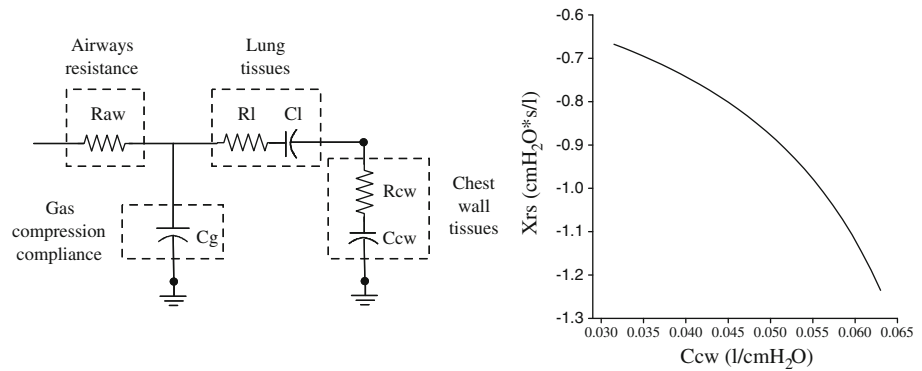 Airways
resistance
Raw
Lung
tissues
Rl
Cl
Gas
compression
compliance
Cg
Rcw
Ccw
Chest
wall
tissues
Xrs (cmH₂O*s/l)
-0.6
-0.7
-0.8
-0.9
-1.0
-1.1
-1.2
-1.3
0.030 0.035 0.040 0.045 0.050 0.055 0.060 0.065
Ccw (l/cmH₂O)